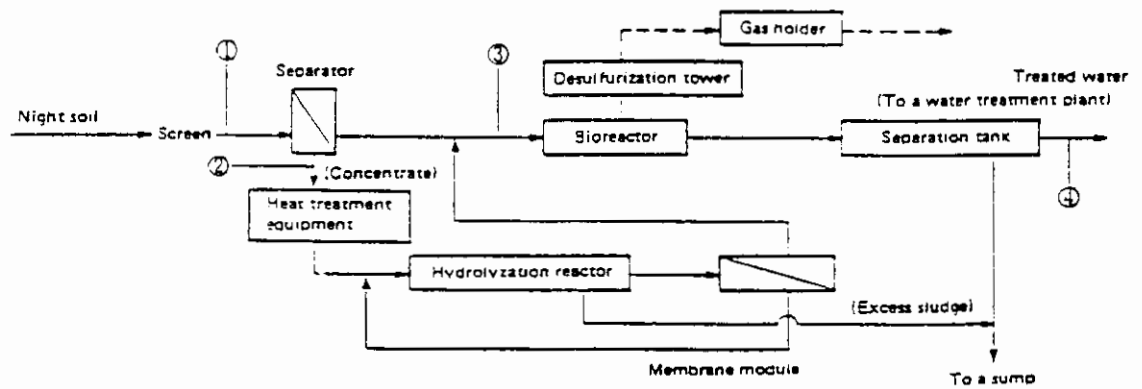 Gas holder
①
③
Separator
Desulfurization tower
Treated water
(To a water treatment plant)
Night soil
Screen
Bioreactor
Separation tank
②
(Concentrate)
④
Heat treatment
equipment
Hydrolyzation reactor
(Excess sludge)
Membrane module
To a sump